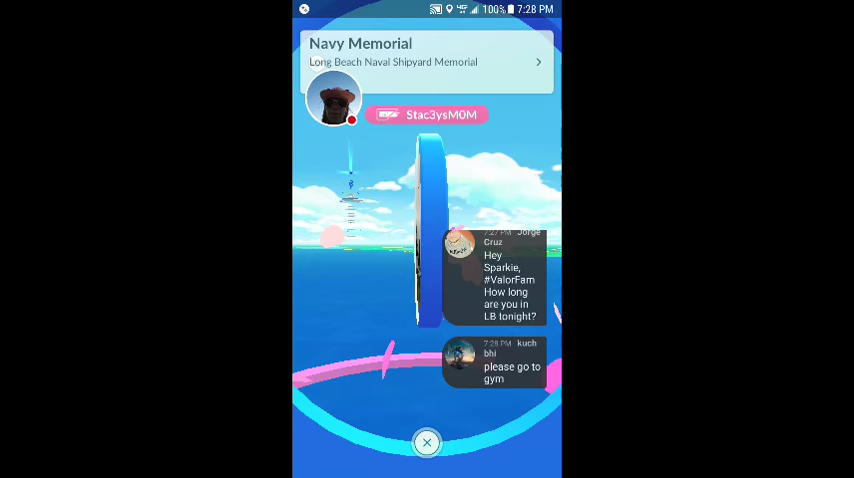 4G 100% 7:28 PM
Navy Memorial
Long Beach Naval Shipyard Memorial
Stac3ysM0M
7:27 PM Jorge
Cruz
Hey
Sparkie,
#ValorFam
How long
are you in
LB tonight?
7:28 PM kuch
bhi
please go to
gym